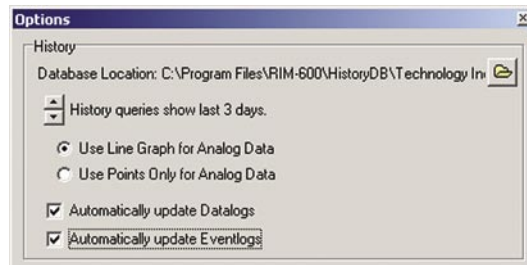 Options
History
Database Location: C:\Program Files\RIM-600\HistoryDB\Technology
History queries show last 3 days.
Use Line Graph for Analog Data
Use Points Only for Analog Data
Automatically update Datalogs
Automatically update Eventlogs